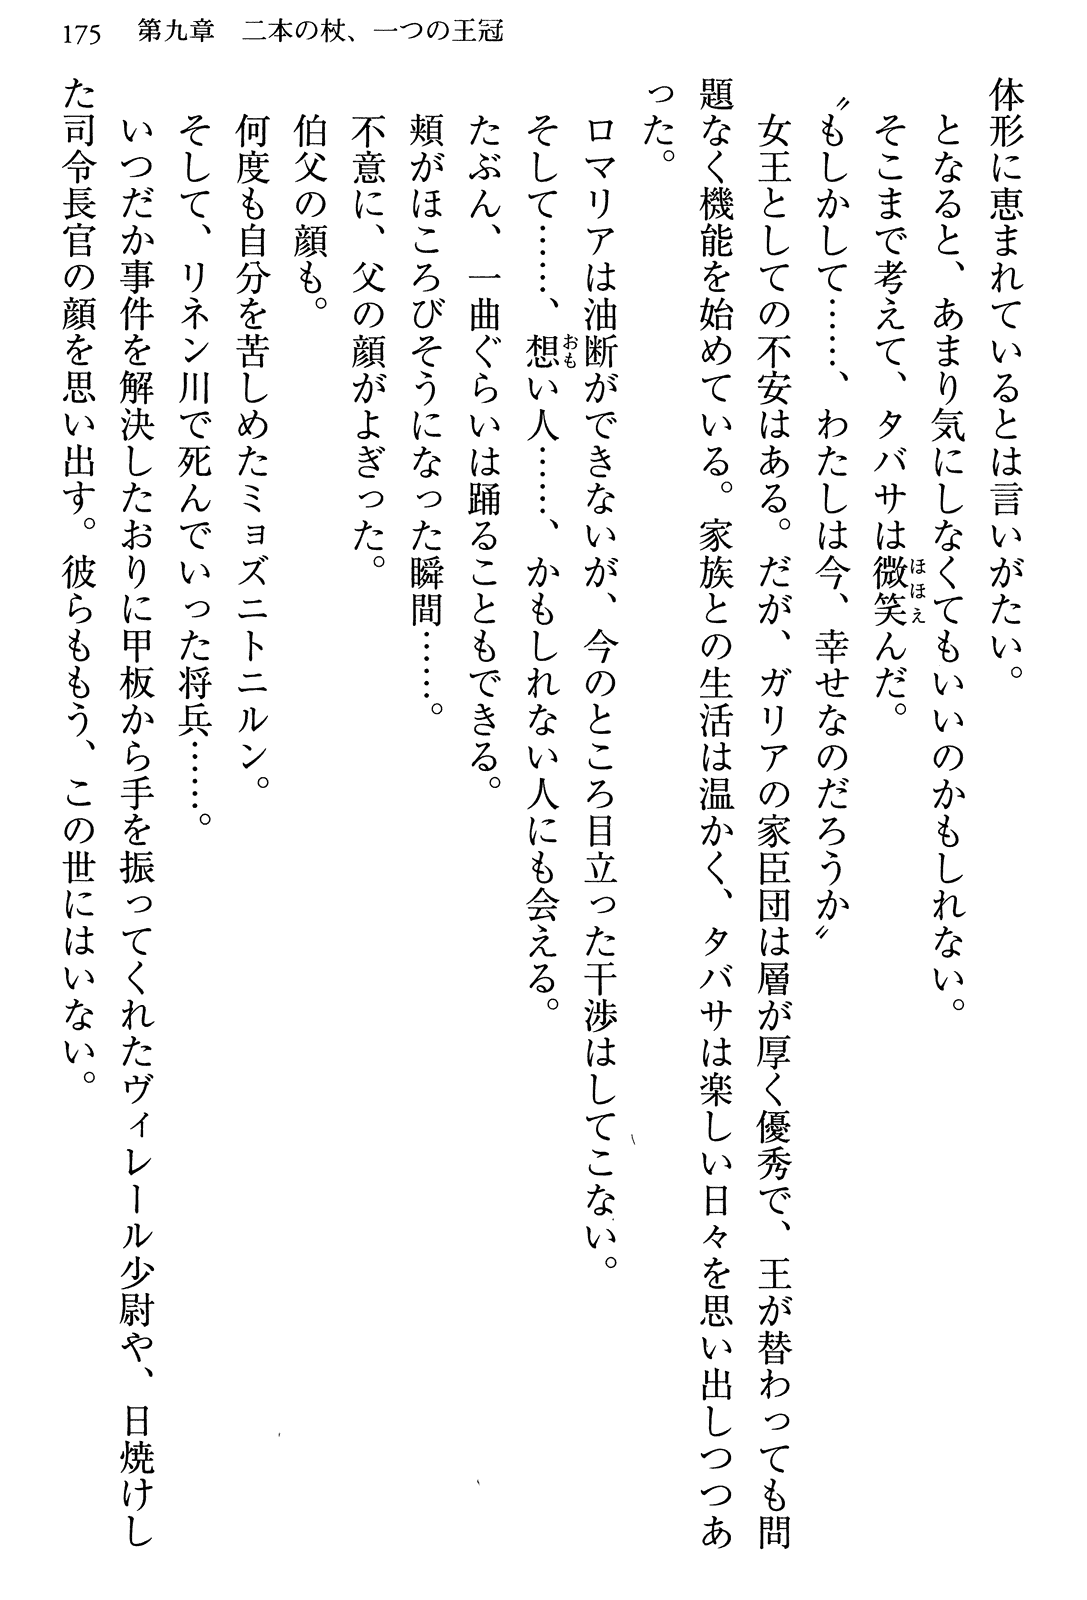 175　第九章　二本の杖、一つの王冠
体形に恵まれているとは言いがたい。
となると、あまり気にしなくてもいいのかもしれない。
そこまで考えて、タバサは微笑んだ。
〝もしかして……、わたしは今、幸せなのだろうか〟
女王としての不安はある。だが、ガリアの家臣団は層が厚く優秀で、王が替わっても問
題なく機能を始めている。家族との生活は温かく、タバサは楽しい日々を思い出しつつあ
った。
ロマリアは油断ができないが、今のところ目立った干渉はしてこない。
そして……、想い人……、かもしれない人にも会える。
たぶん、一曲ぐらいは踊ることもできる。
頬がほころびそうになった瞬間……。
不意に、父の顔がよぎった。
伯父の顔も。
何度も自分を苦しめたミョズニトニルン。
そして、リネン川で死んでいった将兵……。
いつだか事件を解決したおりに甲板から手を振ってくれたヴィレール少尉や、日焼けし
た司令長官の顔を思い出す。彼らももう、この世にはいない。